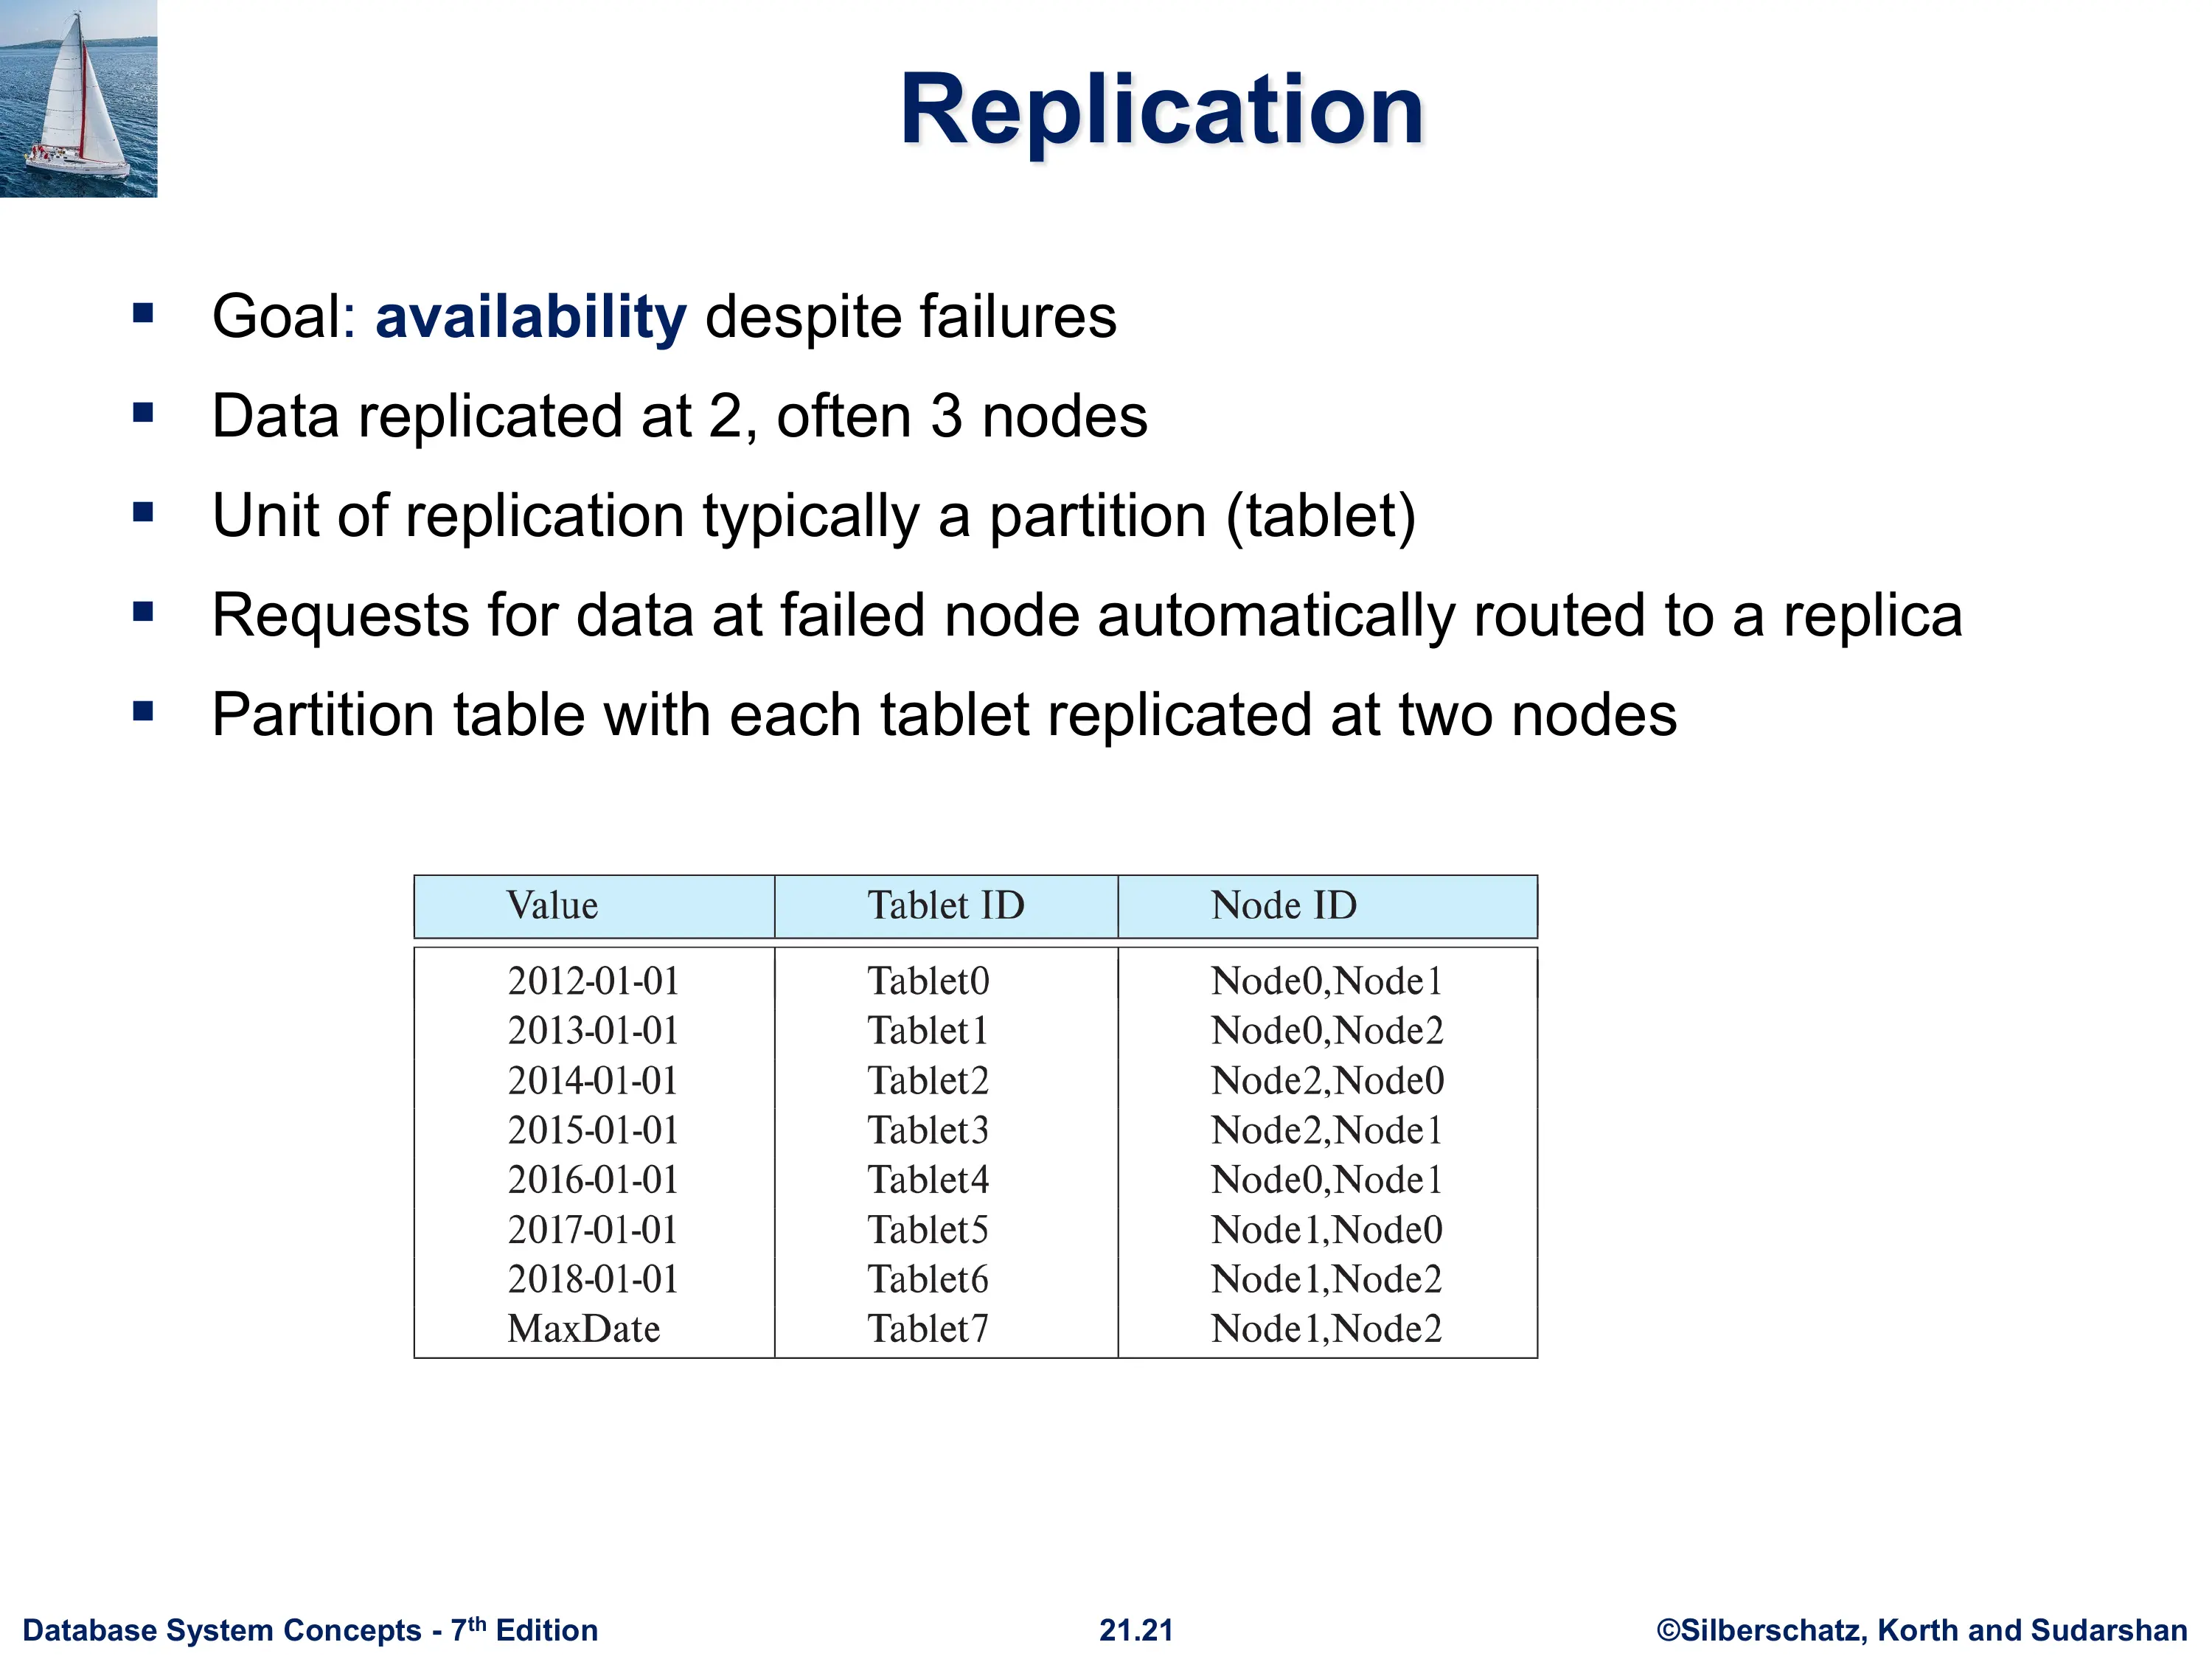 Replication
▪ Goal: availability despite failures
▪ Data replicated at 2, often 3 nodes
▪ Unit of replication typically a partition (tablet)
▪ Requests for data at failed node automatically routed to a replica
▪ Partition table with each tablet replicated at two nodes
Value Tablet ID Node ID
2012-01-01 Tablet0 Node0,Node1
2013-01-01 Tablet1 Node0,Node2
2014-01-01 Tablet2 Node2,Node0
2015-01-01 Tablet3 Node2,Node1
2016-01-01 Tablet4 Node0,Node1
2017-01-01 Tablet5 Node1,Node0
2018-01-01 Tablet6 Node1,Node2
MaxDate Tablet7 Node1,Node2
Database System Concepts - 7th Edition 21.21 ©Silberschatz, Korth and Sudarshan